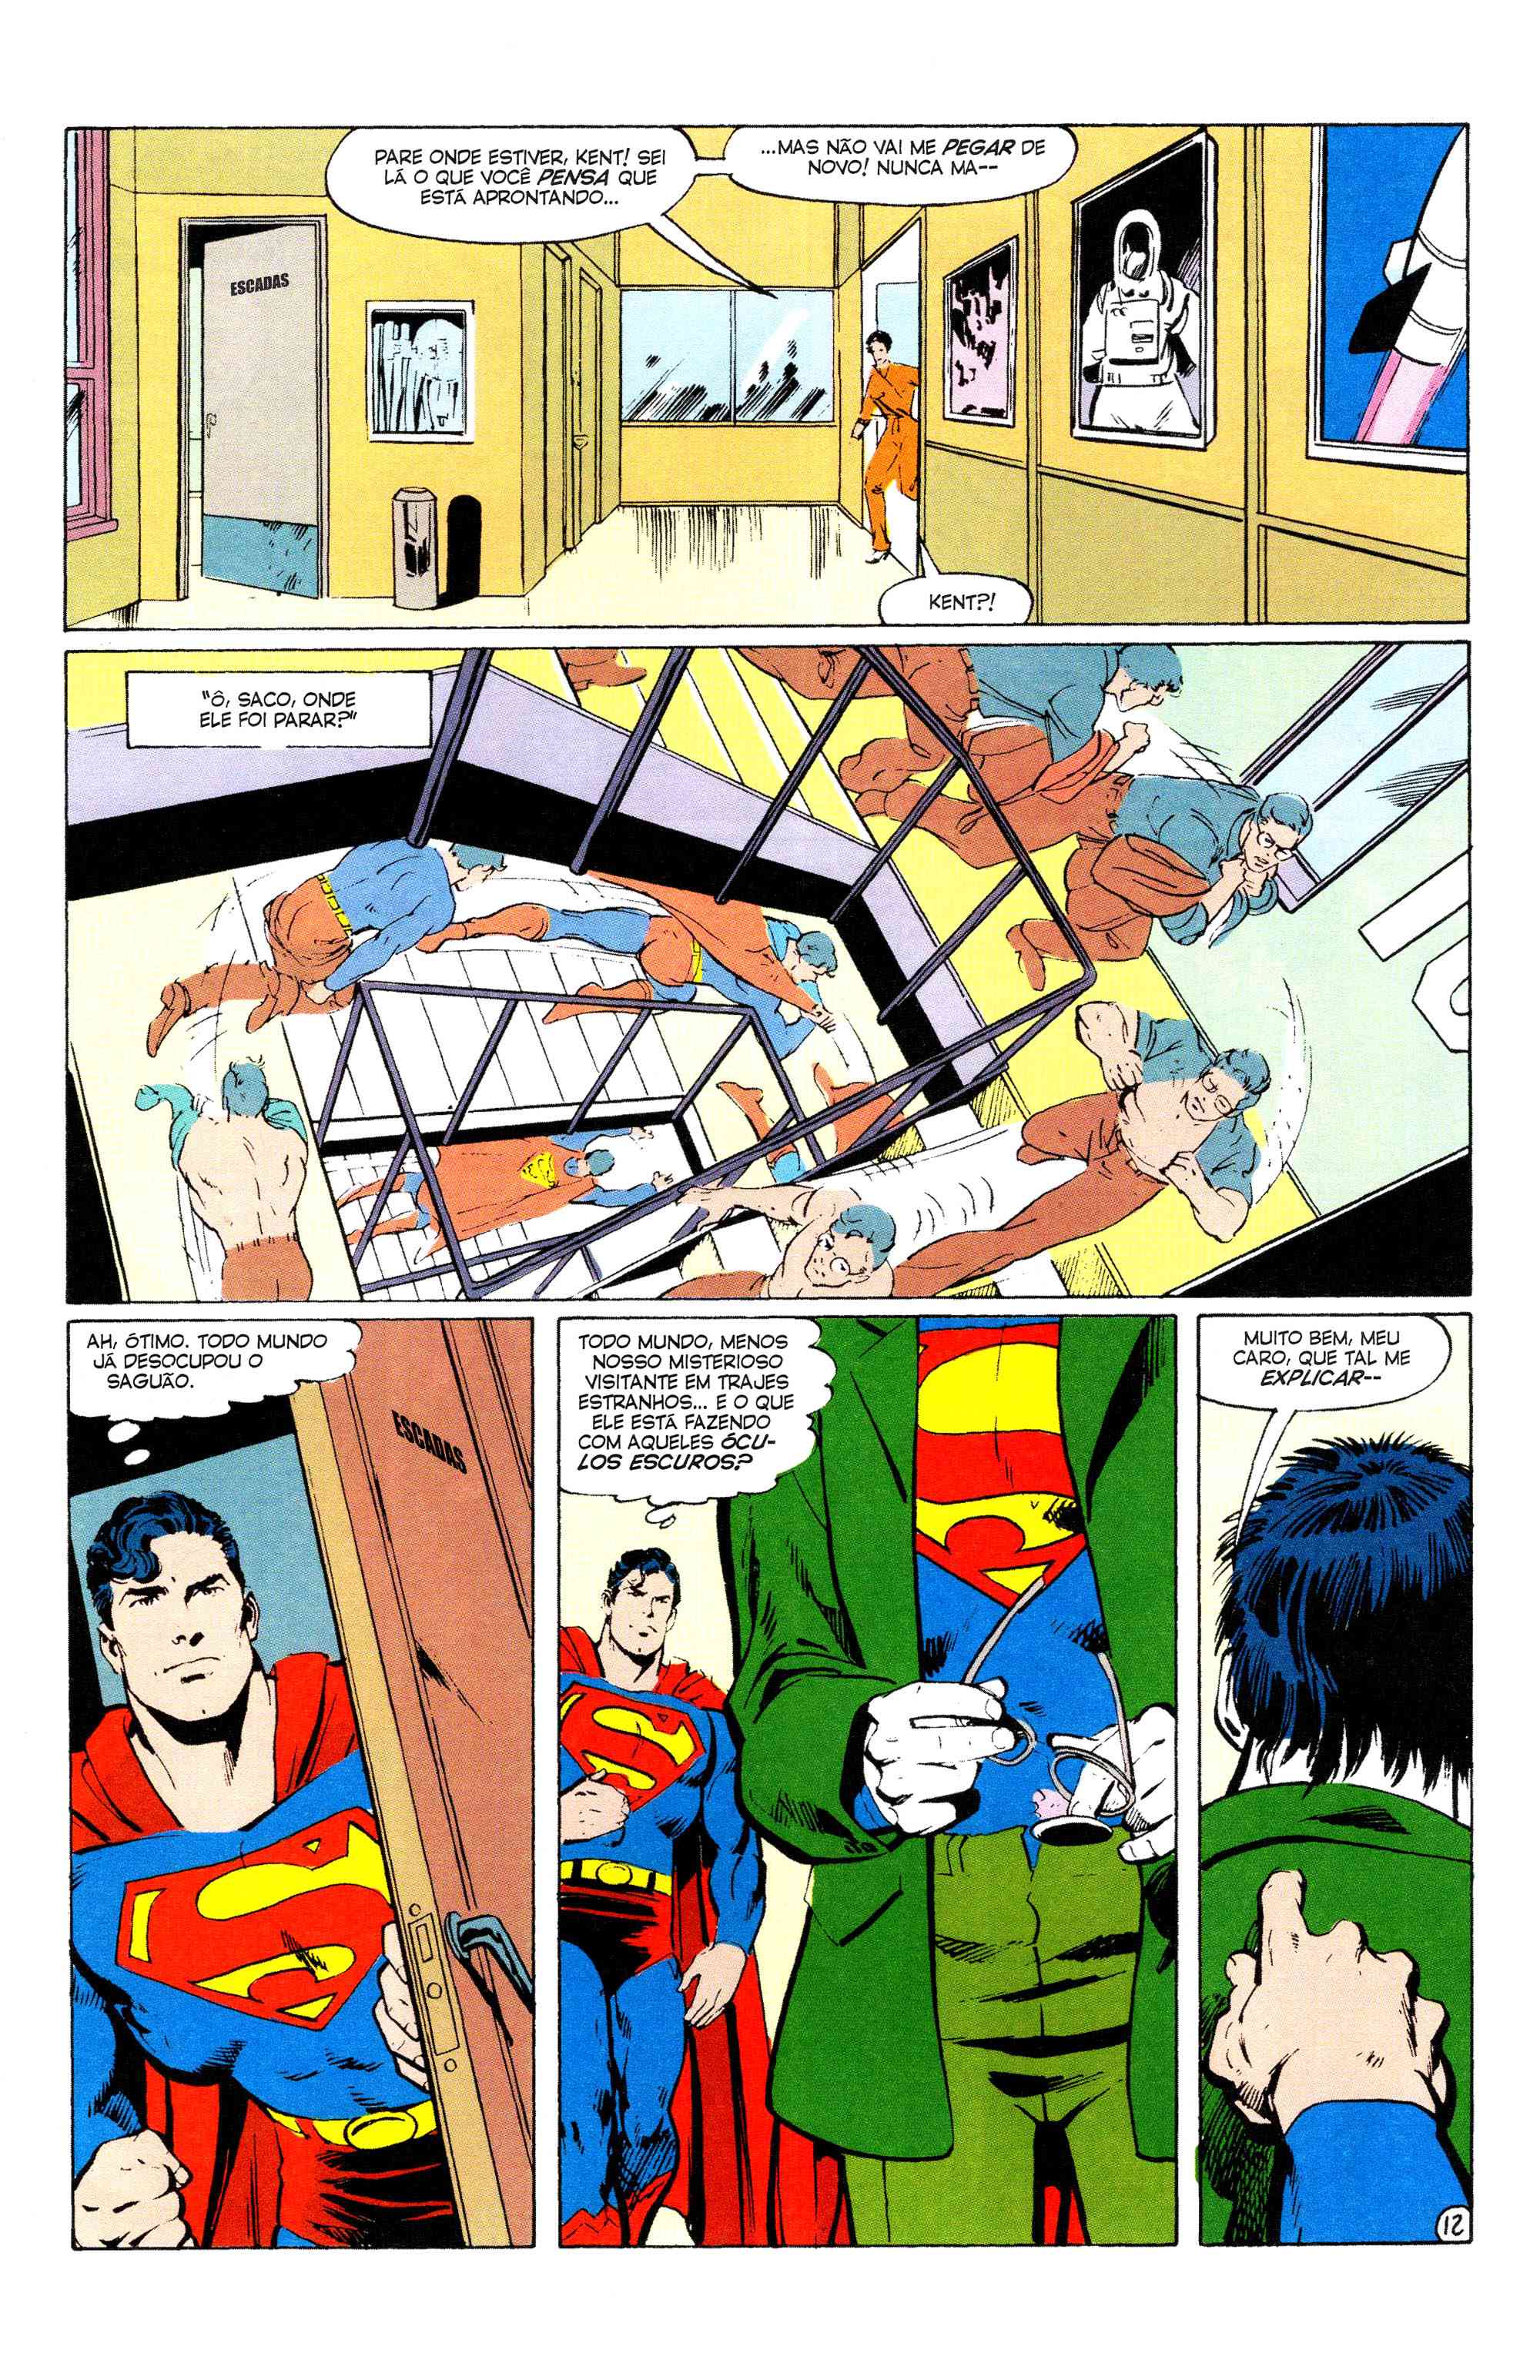 PARE ONDE ESTIVER, KENT! SEI
LÁ O QUE VOCÊ PENSA QUE
ESTÁ APRONTANDO...
...MAS NÃO VAI ME PEGAR DE
NOVO! NUNCA MA--
ESCADAS
KENT?!
"Ô, SACO, ONDE
ELE FOI PARAR?"
AH, ÓTIMO. TODO MUNDO
JÁ DESOCUPOU O
SAGUÃO.
ESCADAS
TODO MUNDO, MENOS
NOSSO MISTERIOSO
VISITANTE EM TRAJES
ESTRANHOS... E O QUE
ELE ESTÁ FAZENDO
COM AQUELES ÓCU-
LOS ESCUROS?
MUITO BEM, MEU
CARO, QUE TAL ME
EXPLICAR--
12